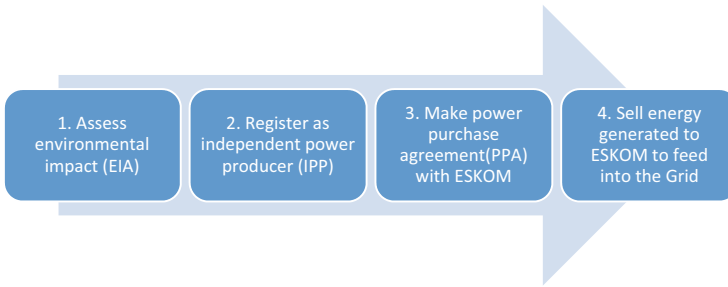 1. Assess
environmental
impact (EIA)
2. Register as
independent power
producer (IPP)
3. Make power
purchase
agreement(PPA)
with ESKOM
4. Sell energy
generated to
ESKOM to feed
into the Grid